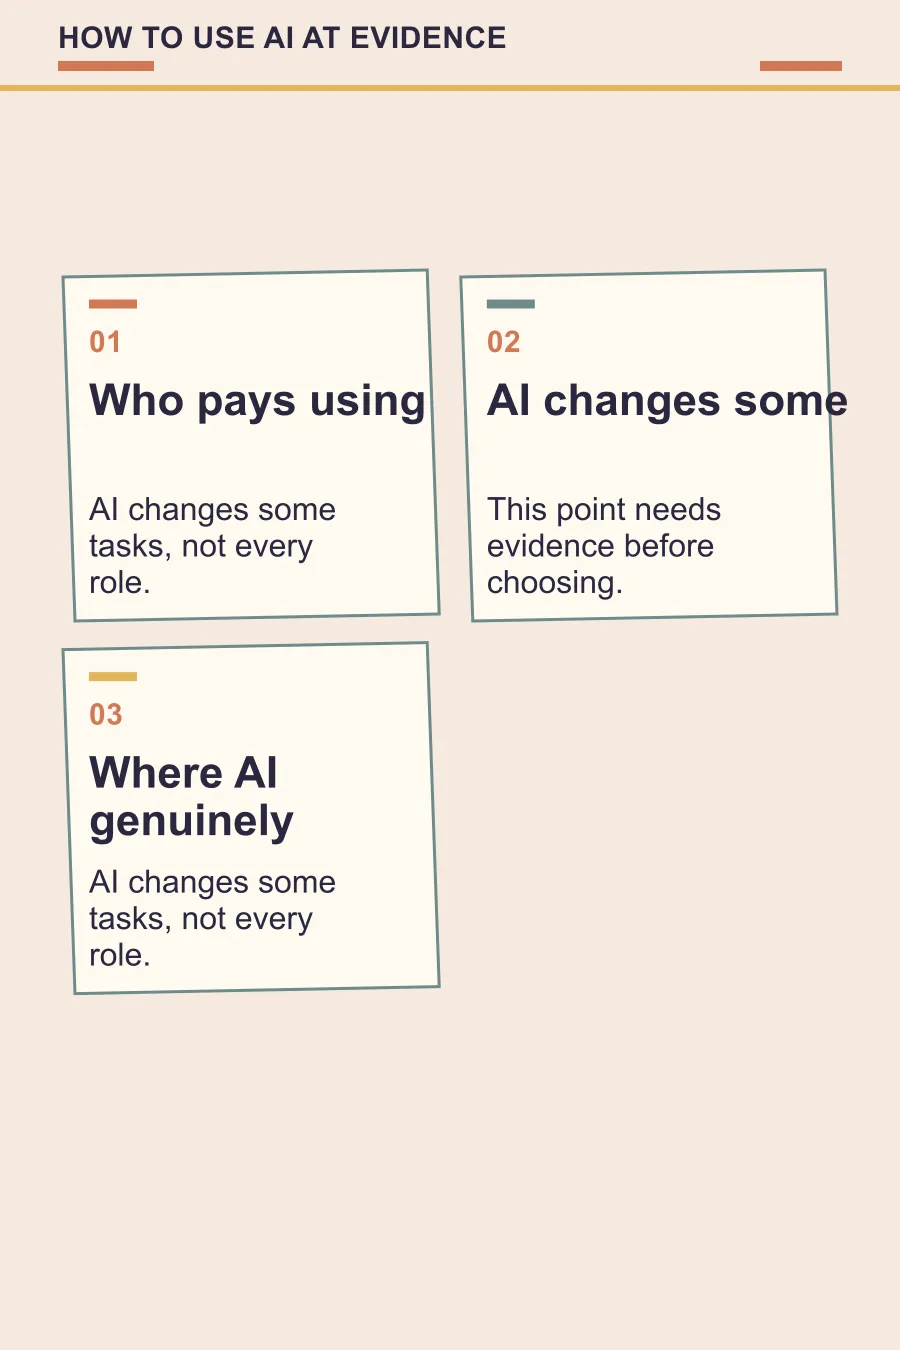 HOW TO USE AI AT EVIDENCE
01
Who pays using
AI changes some
tasks, not every
role.
02
AI changes some
This point needs
evidence before
choosing.
03
Where AI
genuinely
AI changes some
tasks, not every
role.